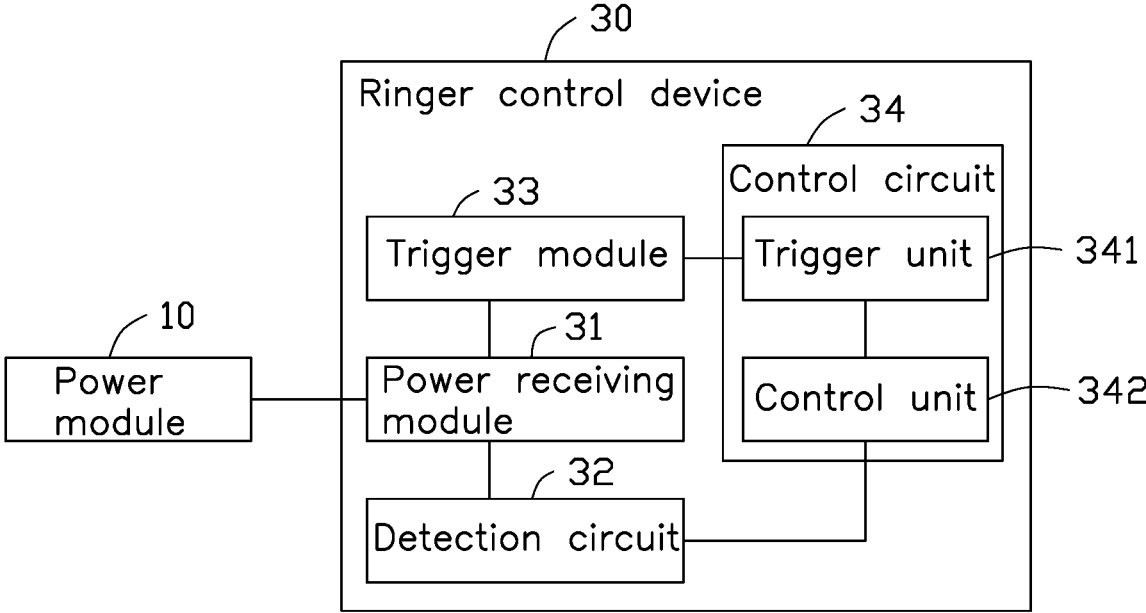 30
Ringer control device
34
Control circuit
33
Trigger module
Trigger unit
341
10
31
Power
module
Power receiving
module
Control unit
342
32
Detection circuit